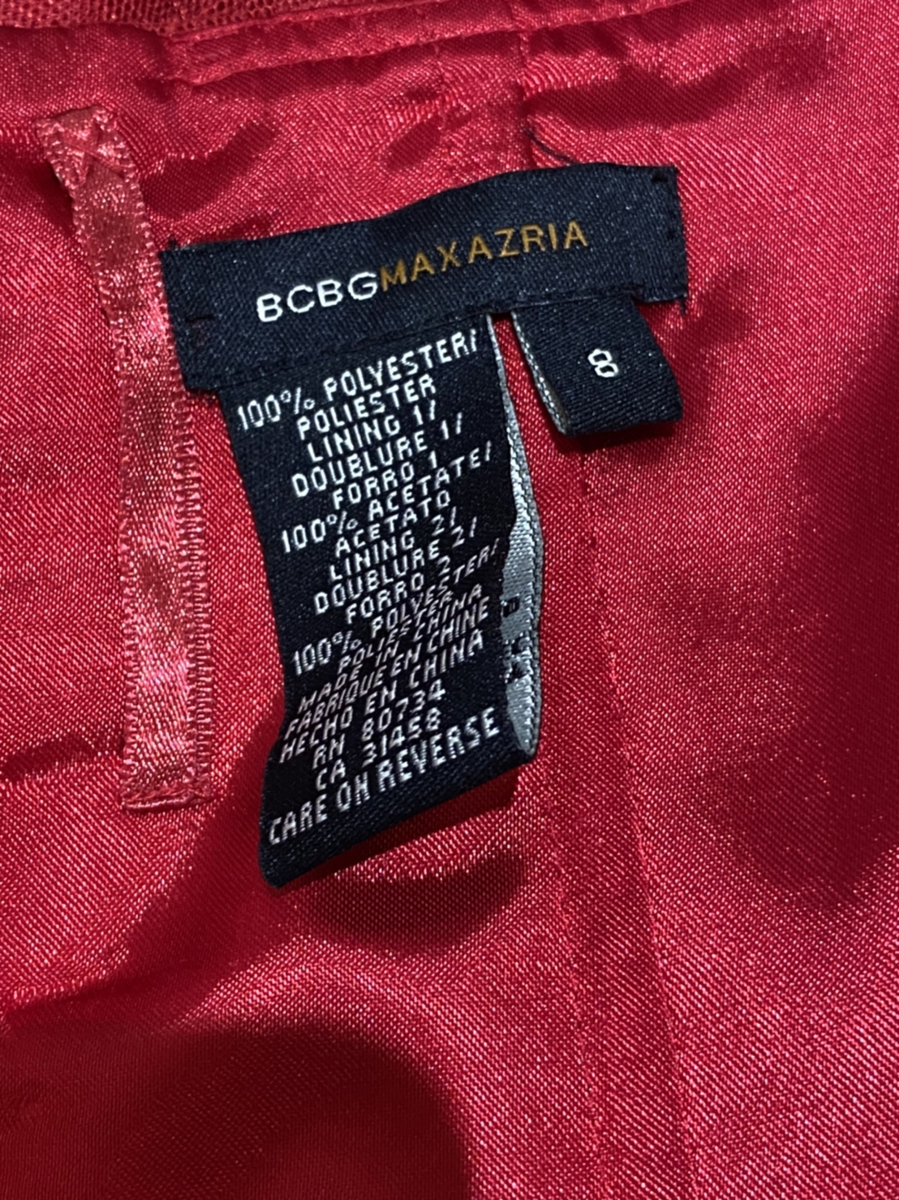 BCBGMAXAZRIA
8
100% POLYESTER/
POLIESTER
LINING 1/
DOUBLURE 1/
FORRO 1
100% ACETATE/
ACETATO
LINING 2/
DOUBLURE 2/
FORRO 2
100% POLYESTER/
POLIESTER
MADE IN CHINA
FABRIQUE EN CHINE
HECHO EN CHINA
RN 80734
CA 31458
CARE ON REVERSE